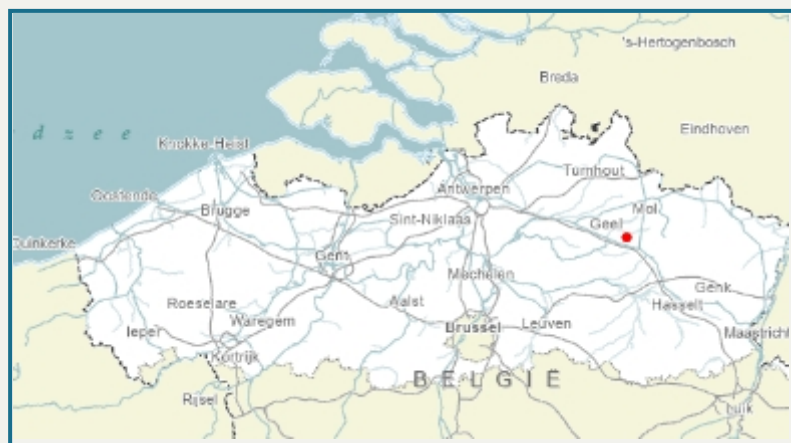 's-Hertogenbosch
Breda
d z e e
Eindhoven
Knokke-Heist
Turnhout
Oostende
Antwerpen
Mol
Brugge
Sint-Niklaas
Geel
Duinkerke
Gent
Mechelen
Genk
Roeselare
Aalst
Hasselt
Waregem
Brussel
Leuven
Ieper
Maastricht
Kortrijk
BELGIË
Rijsel
Luik